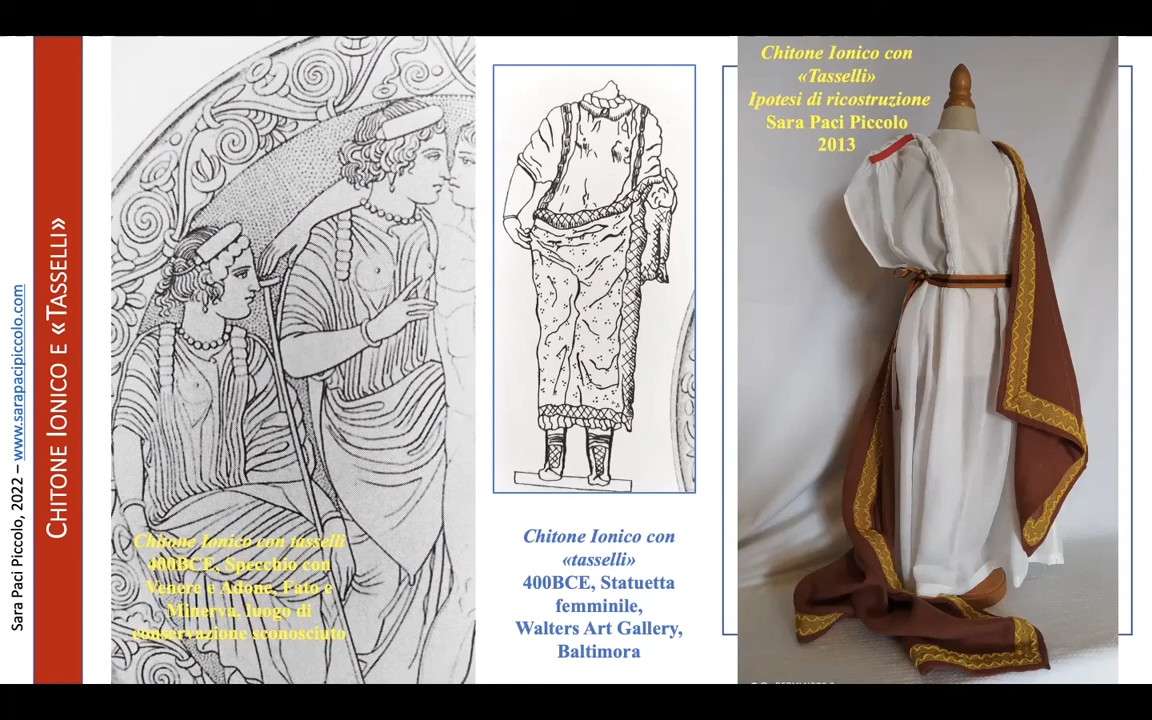 Sara Paci Piccolo, 2022 – www.sarapacipiccolo.com
CHITONE IONICO E «TASSELLI»
Chitone Ionico con tasselli
400BCE, Specchio con
Venere e Adone, Fato e
Minerva, luogo di
conservazione sconosciuto
Chitone Ionico con
«tasselli»
400BCE, Statuetta
femminile,
Walters Art Gallery,
Baltimora
Chitone Ionico con
«Tasselli»
Ipotesi di ricostruzione
Sara Paci Piccolo
2013